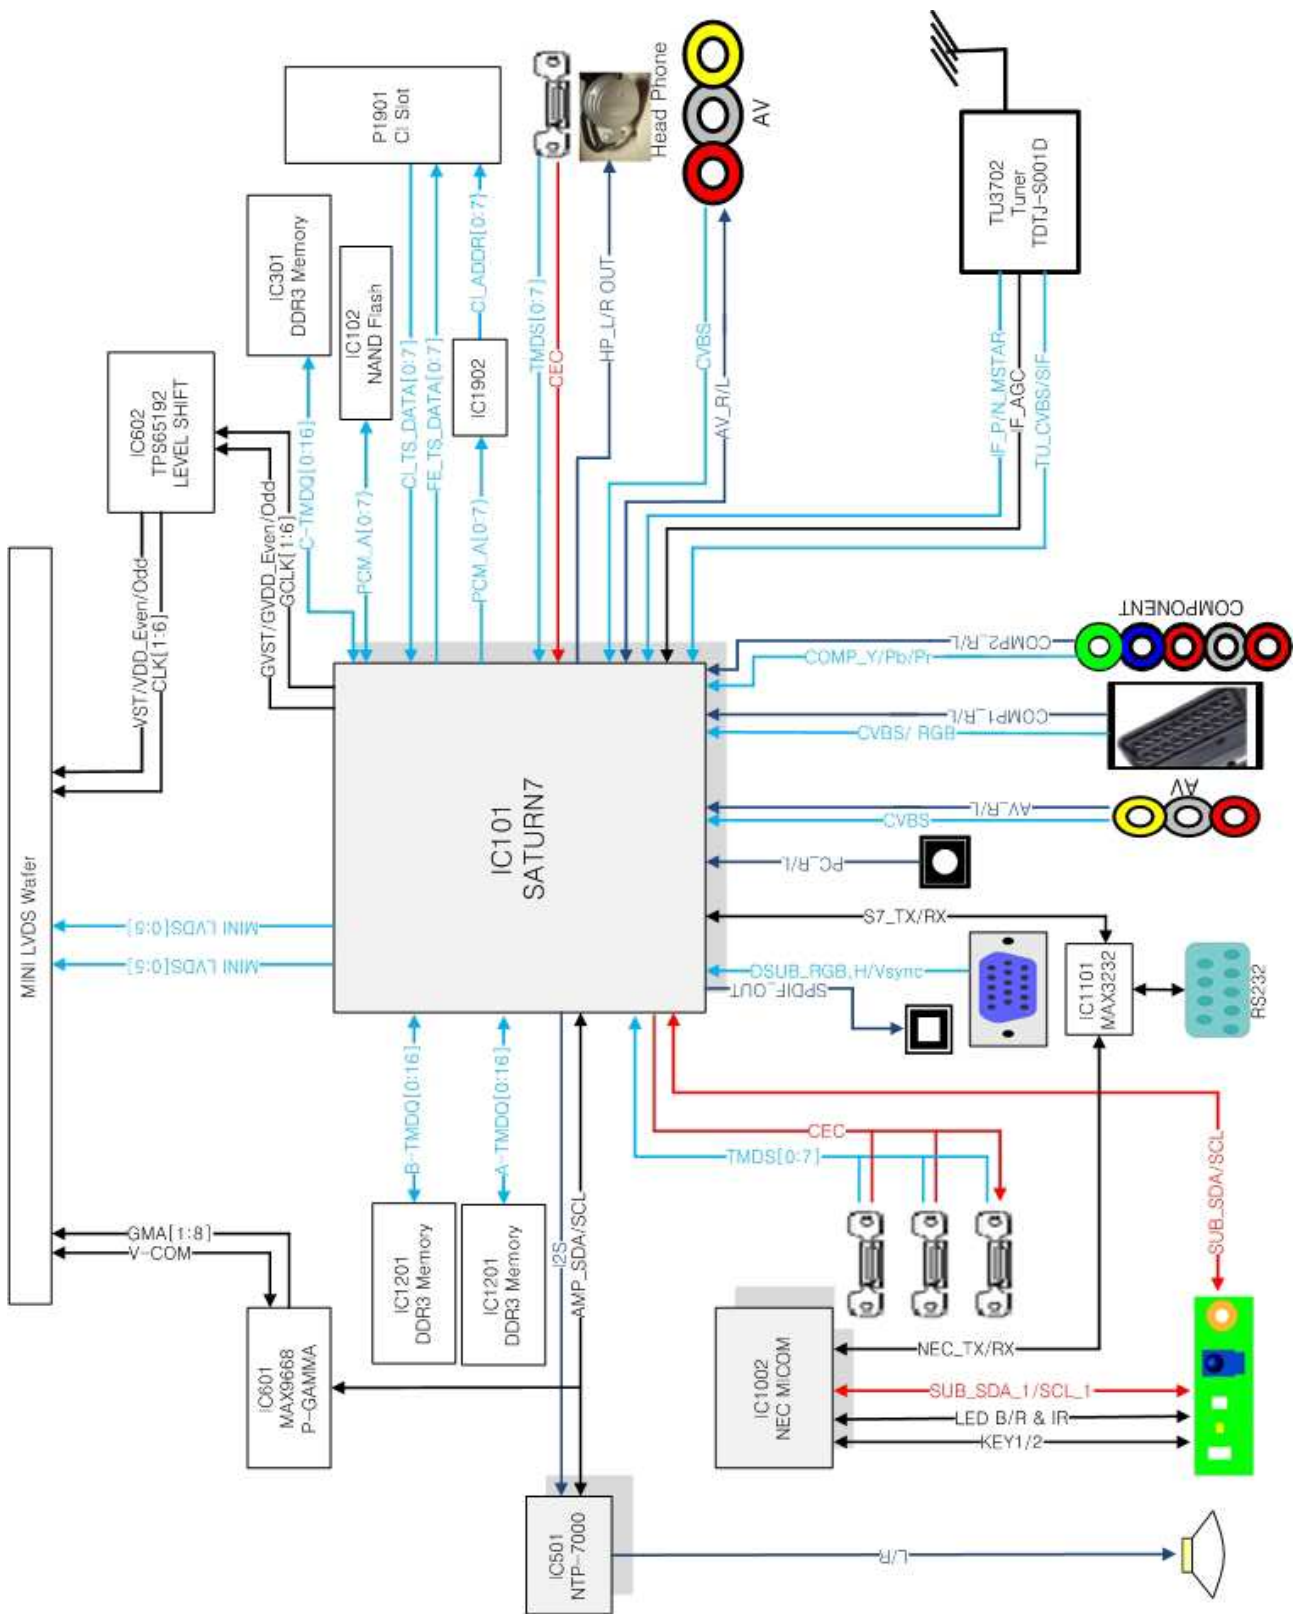 MINI LVDS Wafer
VST/VDD_Even/Odd
CLK[1:6]
IC602
TPS65192
LEVEL SHIFT
GVST/GVDD_Even/Odd
GCLK[1:6]
C-TMDQ[0:16]
IC301
DDR3 Memory
IC102
NAND Flash
PCM_A[0:7]
P1901
CI Slot
CI_TS_DATA[0:7]
FE_TS_DATA[0:7]
CI_ADDR[0:7]
IC1902
PCM_A[0:7]
TMDS[0:7]
CEC
Head Phone
HP_L/R OUT
AV
CVBS
AV_R/L
TU3702
Tuner
TDTJ-S001D
IF_P/N_MSTAR
IF_AGC
TU_CVBS/SIF
IC101
SATURN7
MINI LVDS[0:5]
MINI LVDS[0:5]
COMPONENT
COMP2_R/L
COMP_Y/Pb/Pr
COMP1_R/L
CVBS/ RGB
AV
AV_R/L
CVBS
PC_R/L
S7_TX/RX
DSUB_RGB,H/Vsync
SPDIF_OUT
IC1101
MAX3232
RS232
B-TMDQ[0:16]
A-TMDQ[0:16]
IC1201
DDR3 Memory
IC1201
DDR3 Memory
GMA[1:8]
V-COM
IC601
MAX9668
P-GAMMA
I2S
AMP_SDA/SCL
CEC
TMDS[0:7]
SUB_SDA/SCL
IC1002
NEC MICOM
NEC_TX/RX
SUB_SDA_1/SCL_1
LED B/R & IR
KEY1/2
IC501
NTP-7000
L/R